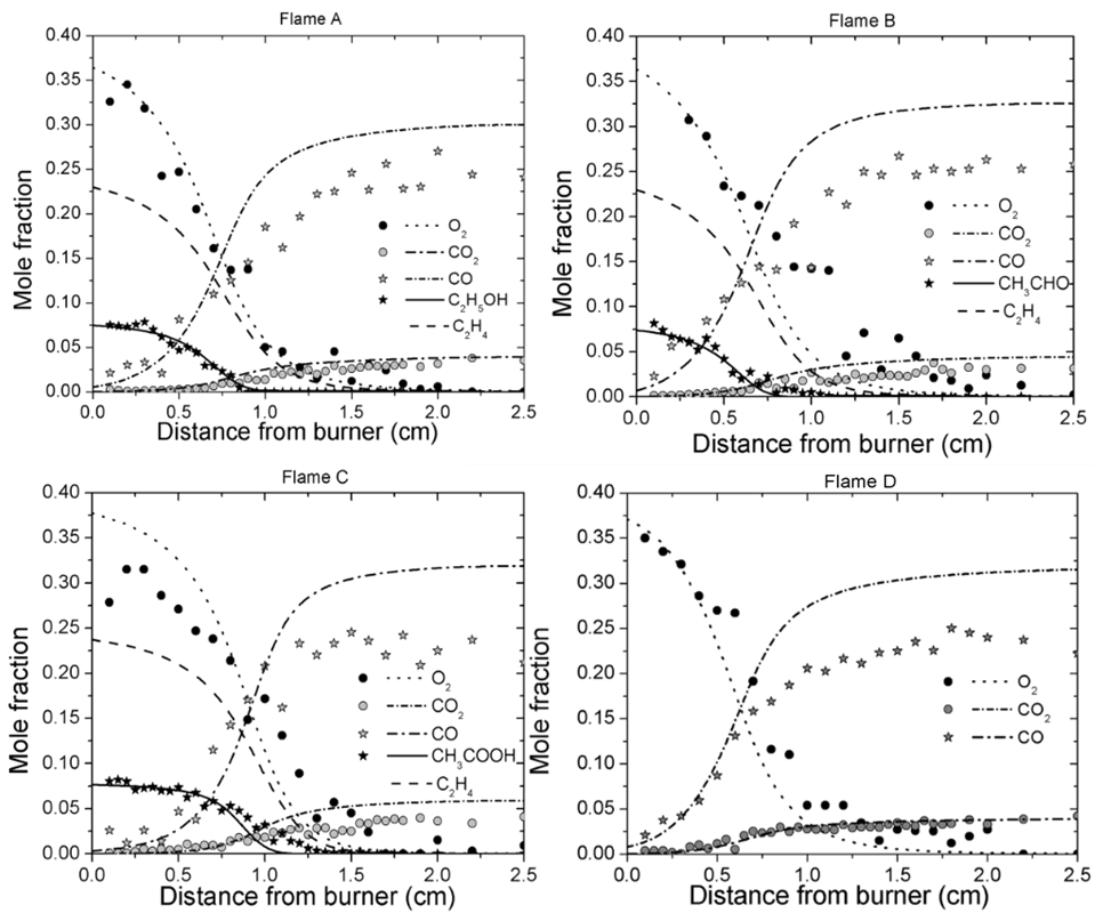 Flame A
0.40
0.35
0.30
0.25
0.20
0.15
0.10
0.05
0.00
Mole fraction
O₂
CO₂
CO
C₂H₅OH
C₂H₄
0.0 0.5 1.0 1.5 2.0 2.5
Distance from burner (cm)
Flame B
0.40
0.35
0.30
0.25
0.20
0.15
0.10
0.05
0.00
Mole fraction
O₂
CO₂
CO
CH₃CHO
C₂H₄
0.0 0.5 1.0 1.5 2.0 2.5
Distance from burner (cm)
Flame C
0.40
0.35
0.30
0.25
0.20
0.15
0.10
0.05
0.00
Mole fraction
O₂
CO₂
CO
CH₃COOH
C₂H₄
0.0 0.5 1.0 1.5 2.0 2.5
Distance from burner (cm)
Flame D
0.40
0.35
0.30
0.25
0.20
0.15
0.10
0.05
0.00
Mole fraction
O₂
CO₂
CO
0.0 0.5 1.0 1.5 2.0 2.5
Distance from burner (cm)